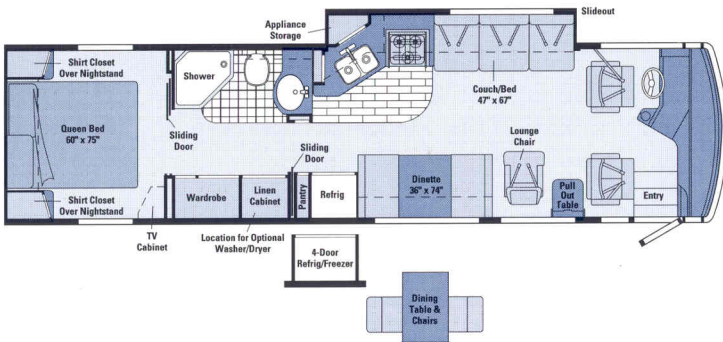 Slideout
Appliance
Storage
Shirt Closet
Over Nightstand
Shower
Couch/Bed
47" x 67"
Queen Bed
60" x 75"
Sliding
Door
Lounge
Chair
Sliding
Door
Dinette
36" x 74"
Pull
Out
Table
Entry
Shirt Closet
Over Nightstand
Wardrobe
Linen
Cabinet
Pantry
Refrig
TV
Cabinet
Location for Optional
Washer/Dryer
4-Door
Refrig/Freezer
Dining
Table &
Chairs